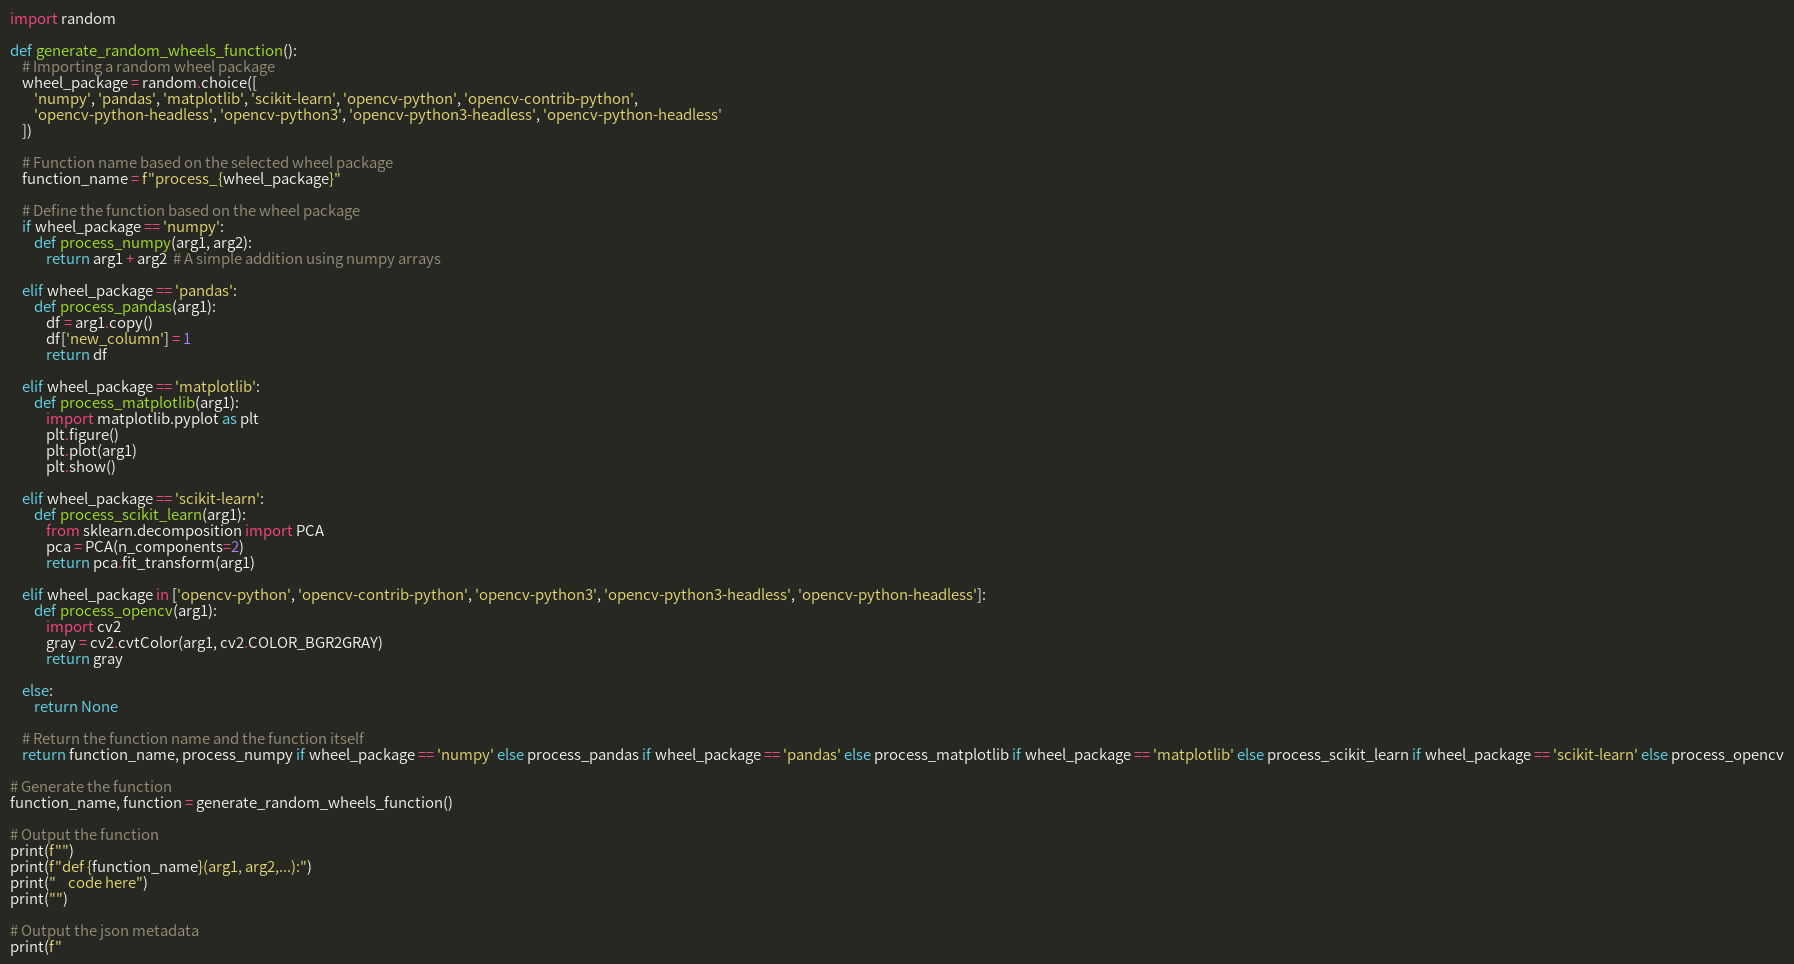 import random
def generate_random_wheels_function():
# Importing a random wheel package
wheel_package = random.choice([
'numpy', 'pandas', 'matplotlib', 'scikit-learn', 'opencv-python', 'opencv-contrib-python',
'opencv-python-headless', 'opencv-python3', 'opencv-python3-headless', 'opencv-python-headless'
])
# Function name based on the selected wheel package
function_name = f"process_{wheel_package}"
# Define the function based on the wheel package
if wheel_package == 'numpy':
def process_numpy(arg1, arg2):
return arg1 + arg2  # A simple addition using numpy arrays
elif wheel_package == 'pandas':
def process_pandas(arg1):
df = arg1.copy()
df['new_column'] = 1
return df
elif wheel_package == 'matplotlib':
def process_matplotlib(arg1):
import matplotlib.pyplot as plt
plt.figure()
plt.plot(arg1)
plt.show()
elif wheel_package == 'scikit-learn':
def process_scikit_learn(arg1):
from sklearn.decomposition import PCA
pca = PCA(n_components=2)
return pca.fit_transform(arg1)
elif wheel_package in ['opencv-python', 'opencv-contrib-python', 'opencv-python3', 'opencv-python3-headless', 'opencv-python-headless']:
def process_opencv(arg1):
import cv2
gray = cv2.cvtColor(arg1, cv2.COLOR_BGR2GRAY)
return gray
else:
return None
# Return the function name and the function itself
return function_name, process_numpy if wheel_package == 'numpy' else process_pandas if wheel_package == 'pandas' else process_matplotlib if wheel_package == 'matplotlib' else process_scikit_learn if wheel_package == 'scikit-learn' else process_opencv
# Generate the function
function_name, function = generate_random_wheels_function()
# Output the function
print(f"")
print(f"def {function_name}(arg1, arg2,...):")
print("    code here")
print("")
# Output the json metadata
print(f"